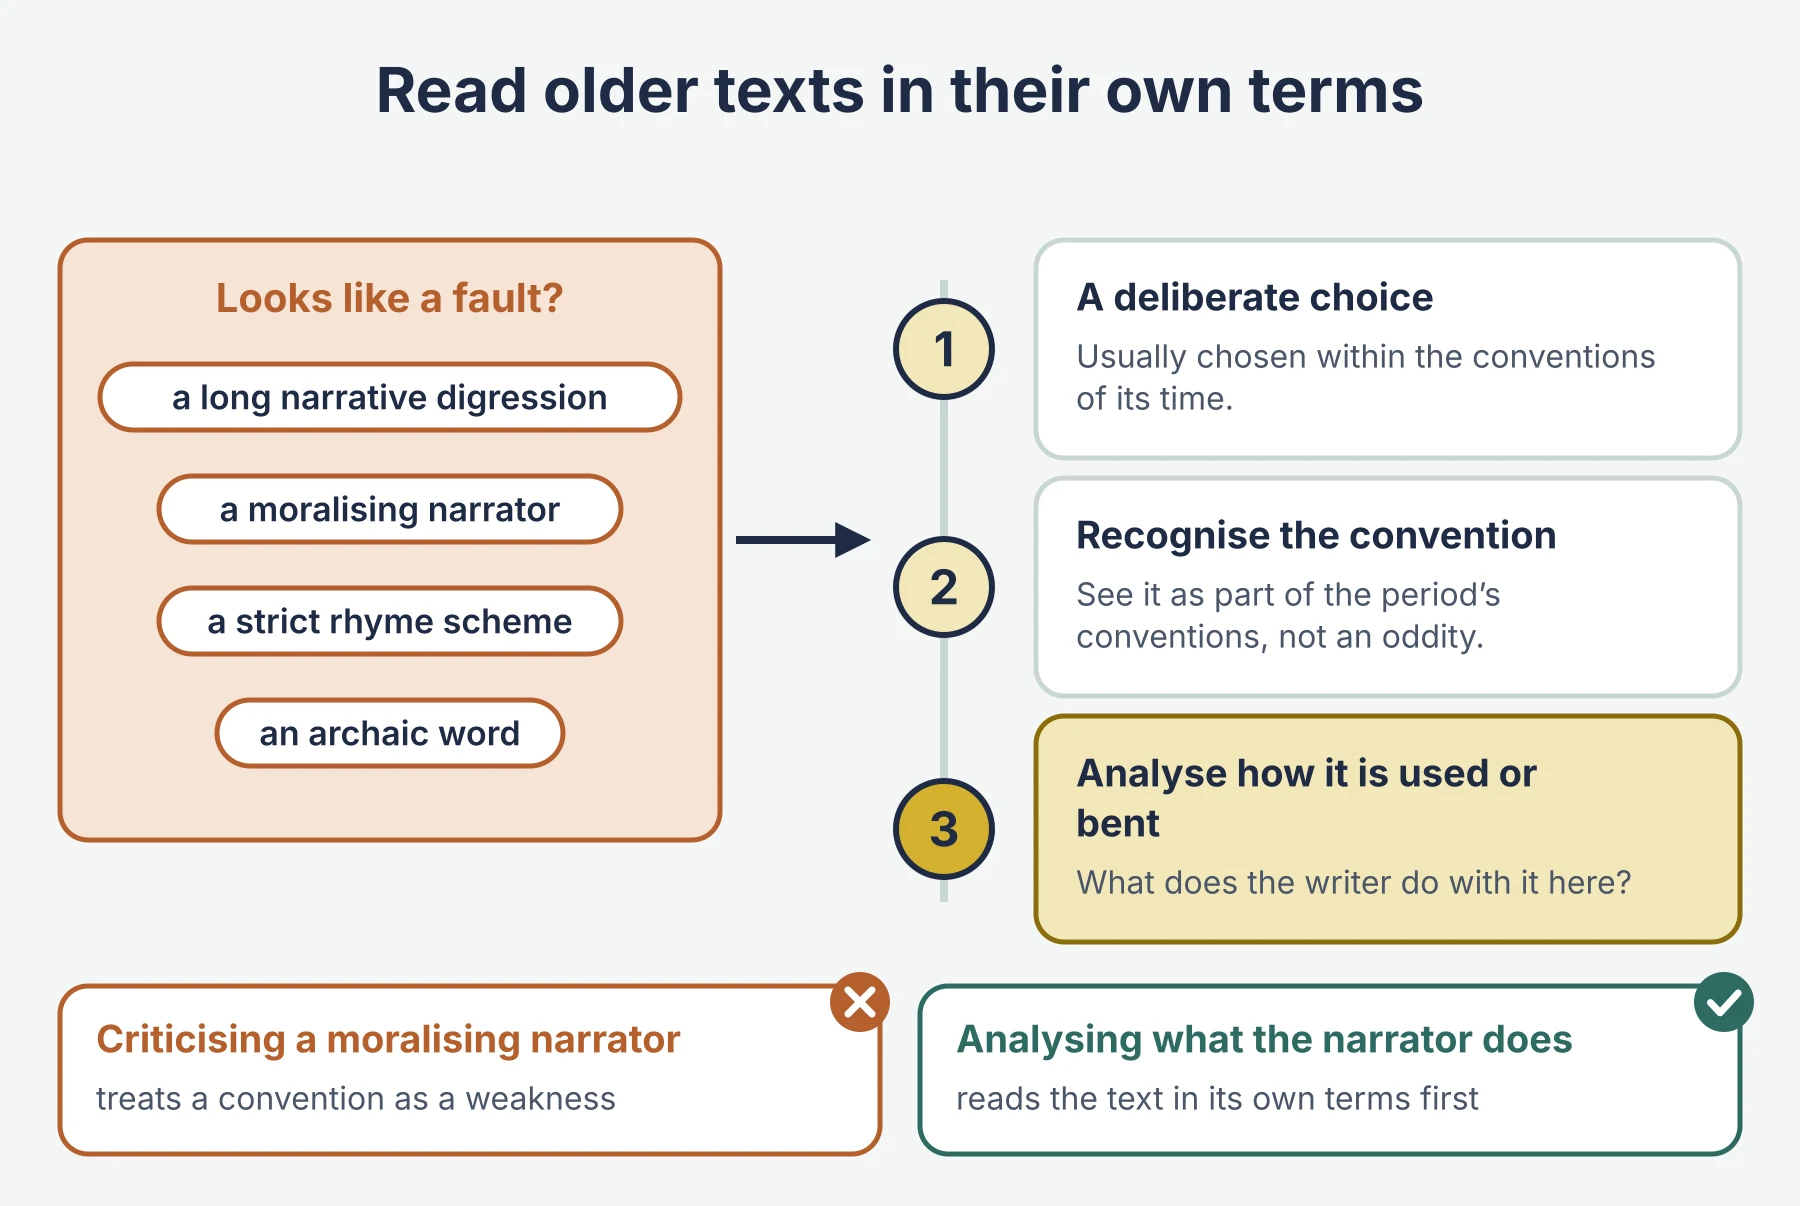 Read older texts in their own terms
Looks like a fault?
a long narrative digression
a moralising narrator
a strict rhyme scheme
an archaic word
1
A deliberate choice
Usually chosen within the conventions
of its time.
2
Recognise the convention
See it as part of the period’s
conventions, not an oddity.
3
Analyse how it is used or
bent
What does the writer do with it here?
Criticising a moralising narrator
treats a convention as a weakness
Analysing what the narrator does
reads the text in its own terms first